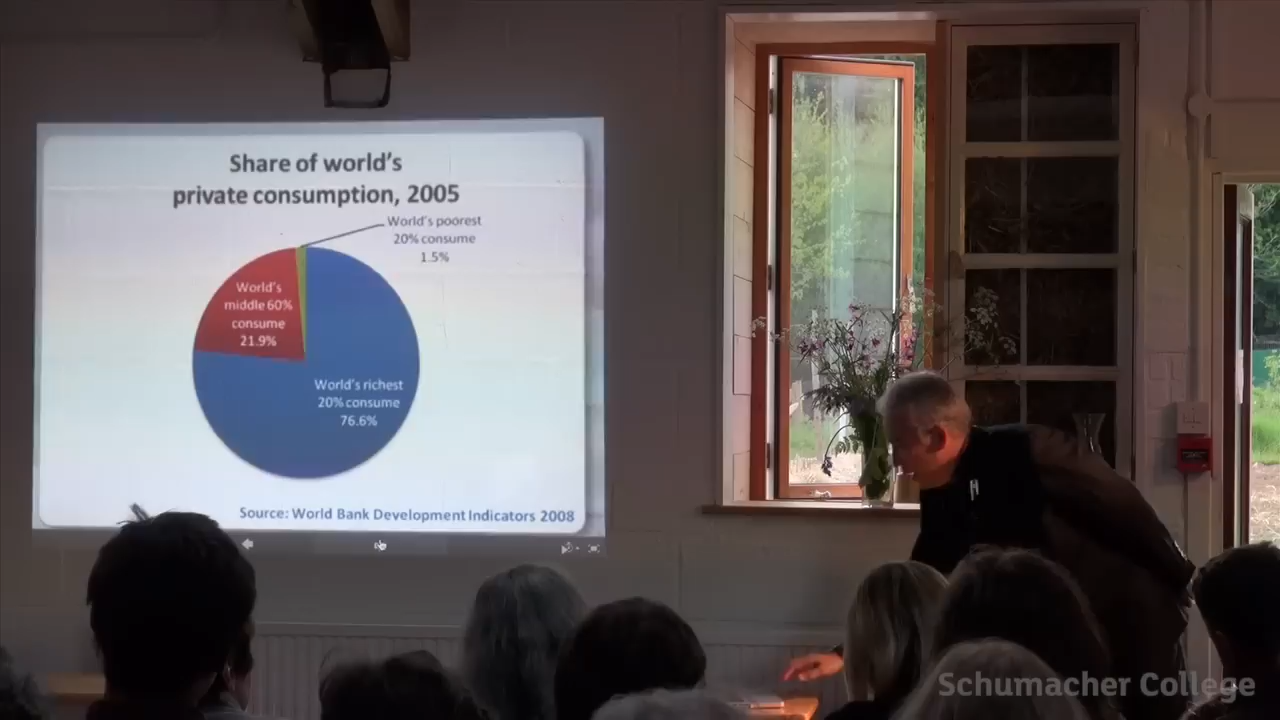 Share of world's
private consumption, 2005
World's poorest
20% consume
1.5%
World's
middle 60%
consume
21.9%
World's richest
20% consume
76.6%
Source: World Bank Development Indicators 2008
Schumacher College